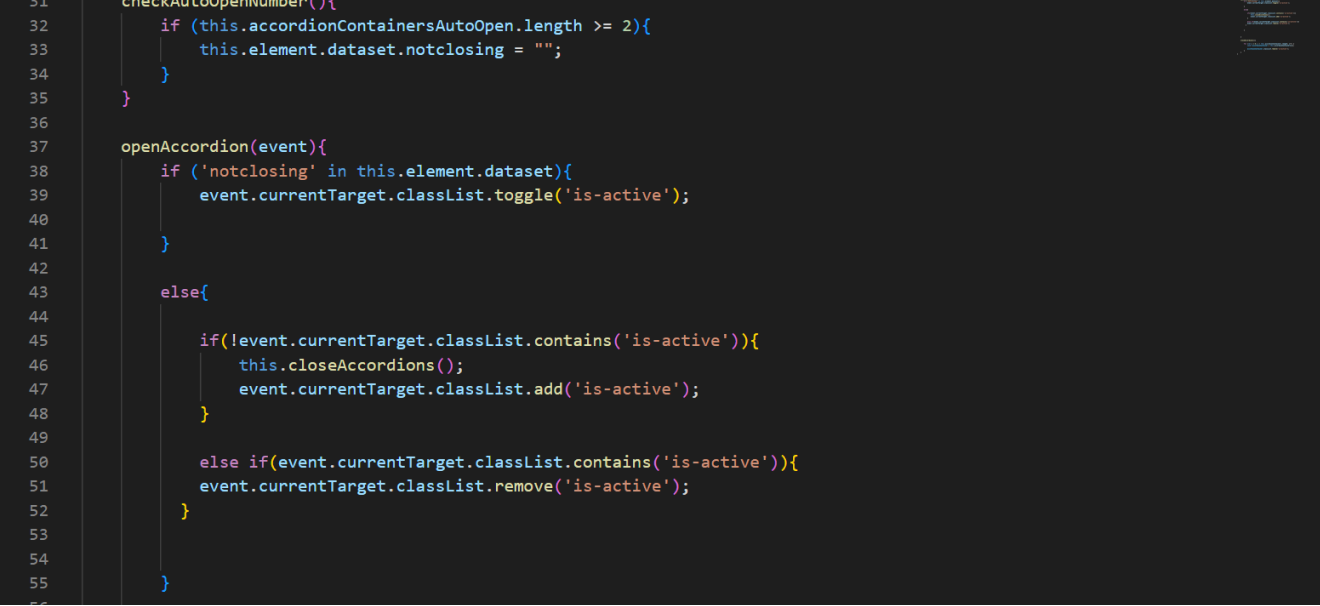 31 checkAutoOpenNumber(){
32 if (this.accordionContainersAutoOpen.length >= 2){
33 this.element.dataset.notclosing = "";
34 }
35 }
36
37 openAccordion(event){
38 if ('notclosing' in this.element.dataset){
39 event.currentTarget.classList.toggle('is-active');
40
41 }
42
43 else{
44
45 if(!event.currentTarget.classList.contains('is-active')){
46 this.closeAccordions();
47 event.currentTarget.classList.add('is-active');
48 }
49
50 else if(event.currentTarget.classList.contains('is-active')){
51 event.currentTarget.classList.remove('is-active');
52 }
53
54
55 }
56